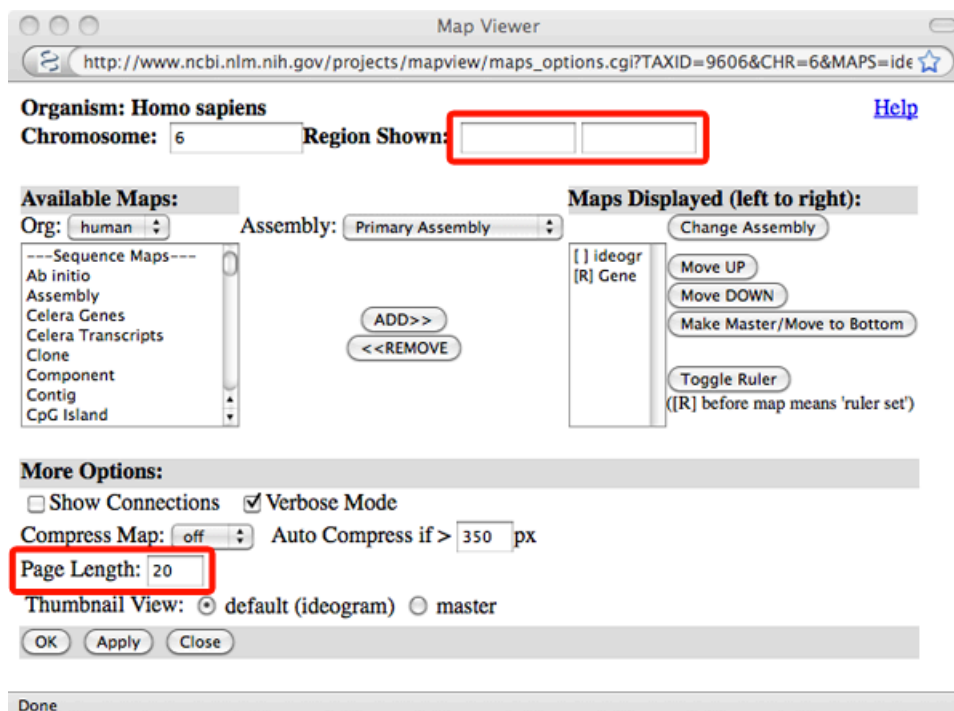 Map Viewer
http://www.ncbi.nlm.nih.gov/projects/mapview/maps_options.cgi?TAXID=9606&CHR=6&MAPS=ide
Organism: Homo sapiens Help
Chromosome: 6 Region Shown:
Available Maps: Maps Displayed (left to right):
Org: human Assembly: Primary Assembly Change Assembly
---Sequence Maps--- [ ] ideogr
Ab initio [R] Gene Move UP
Assembly Move DOWN
Celera Genes ADD>> Make Master/Move to Bottom
Celera Transcripts
Clone <<REMOVE
Component Toggle Ruler
Contig ([R] before map means 'ruler set')
CpG Island
More Options:
Show Connections Verbose Mode
Compress Map: off Auto Compress if > 350 px
Page Length: 20
Thumbnail View: default (ideogram) master
OK Apply Close
Done